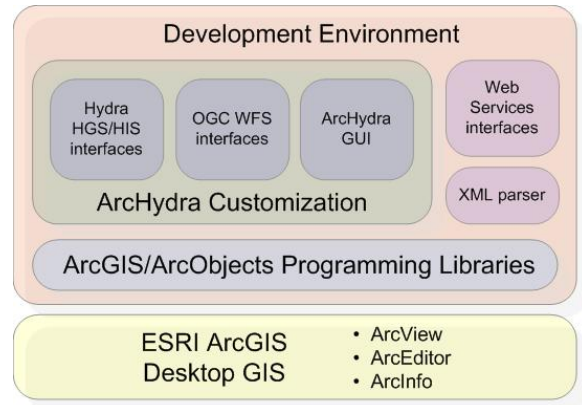 Development Environment
Hydra
HGS/HIS
interfaces
OGC WFS
interfaces
ArcHydra
GUI
ArcHydra Customization
Web
Services
interfaces
XML parser
ArcGIS/ArcObjects Programming Libraries
ESRI ArcGIS
Desktop GIS
• ArcView
• ArcEditor
• ArcInfo